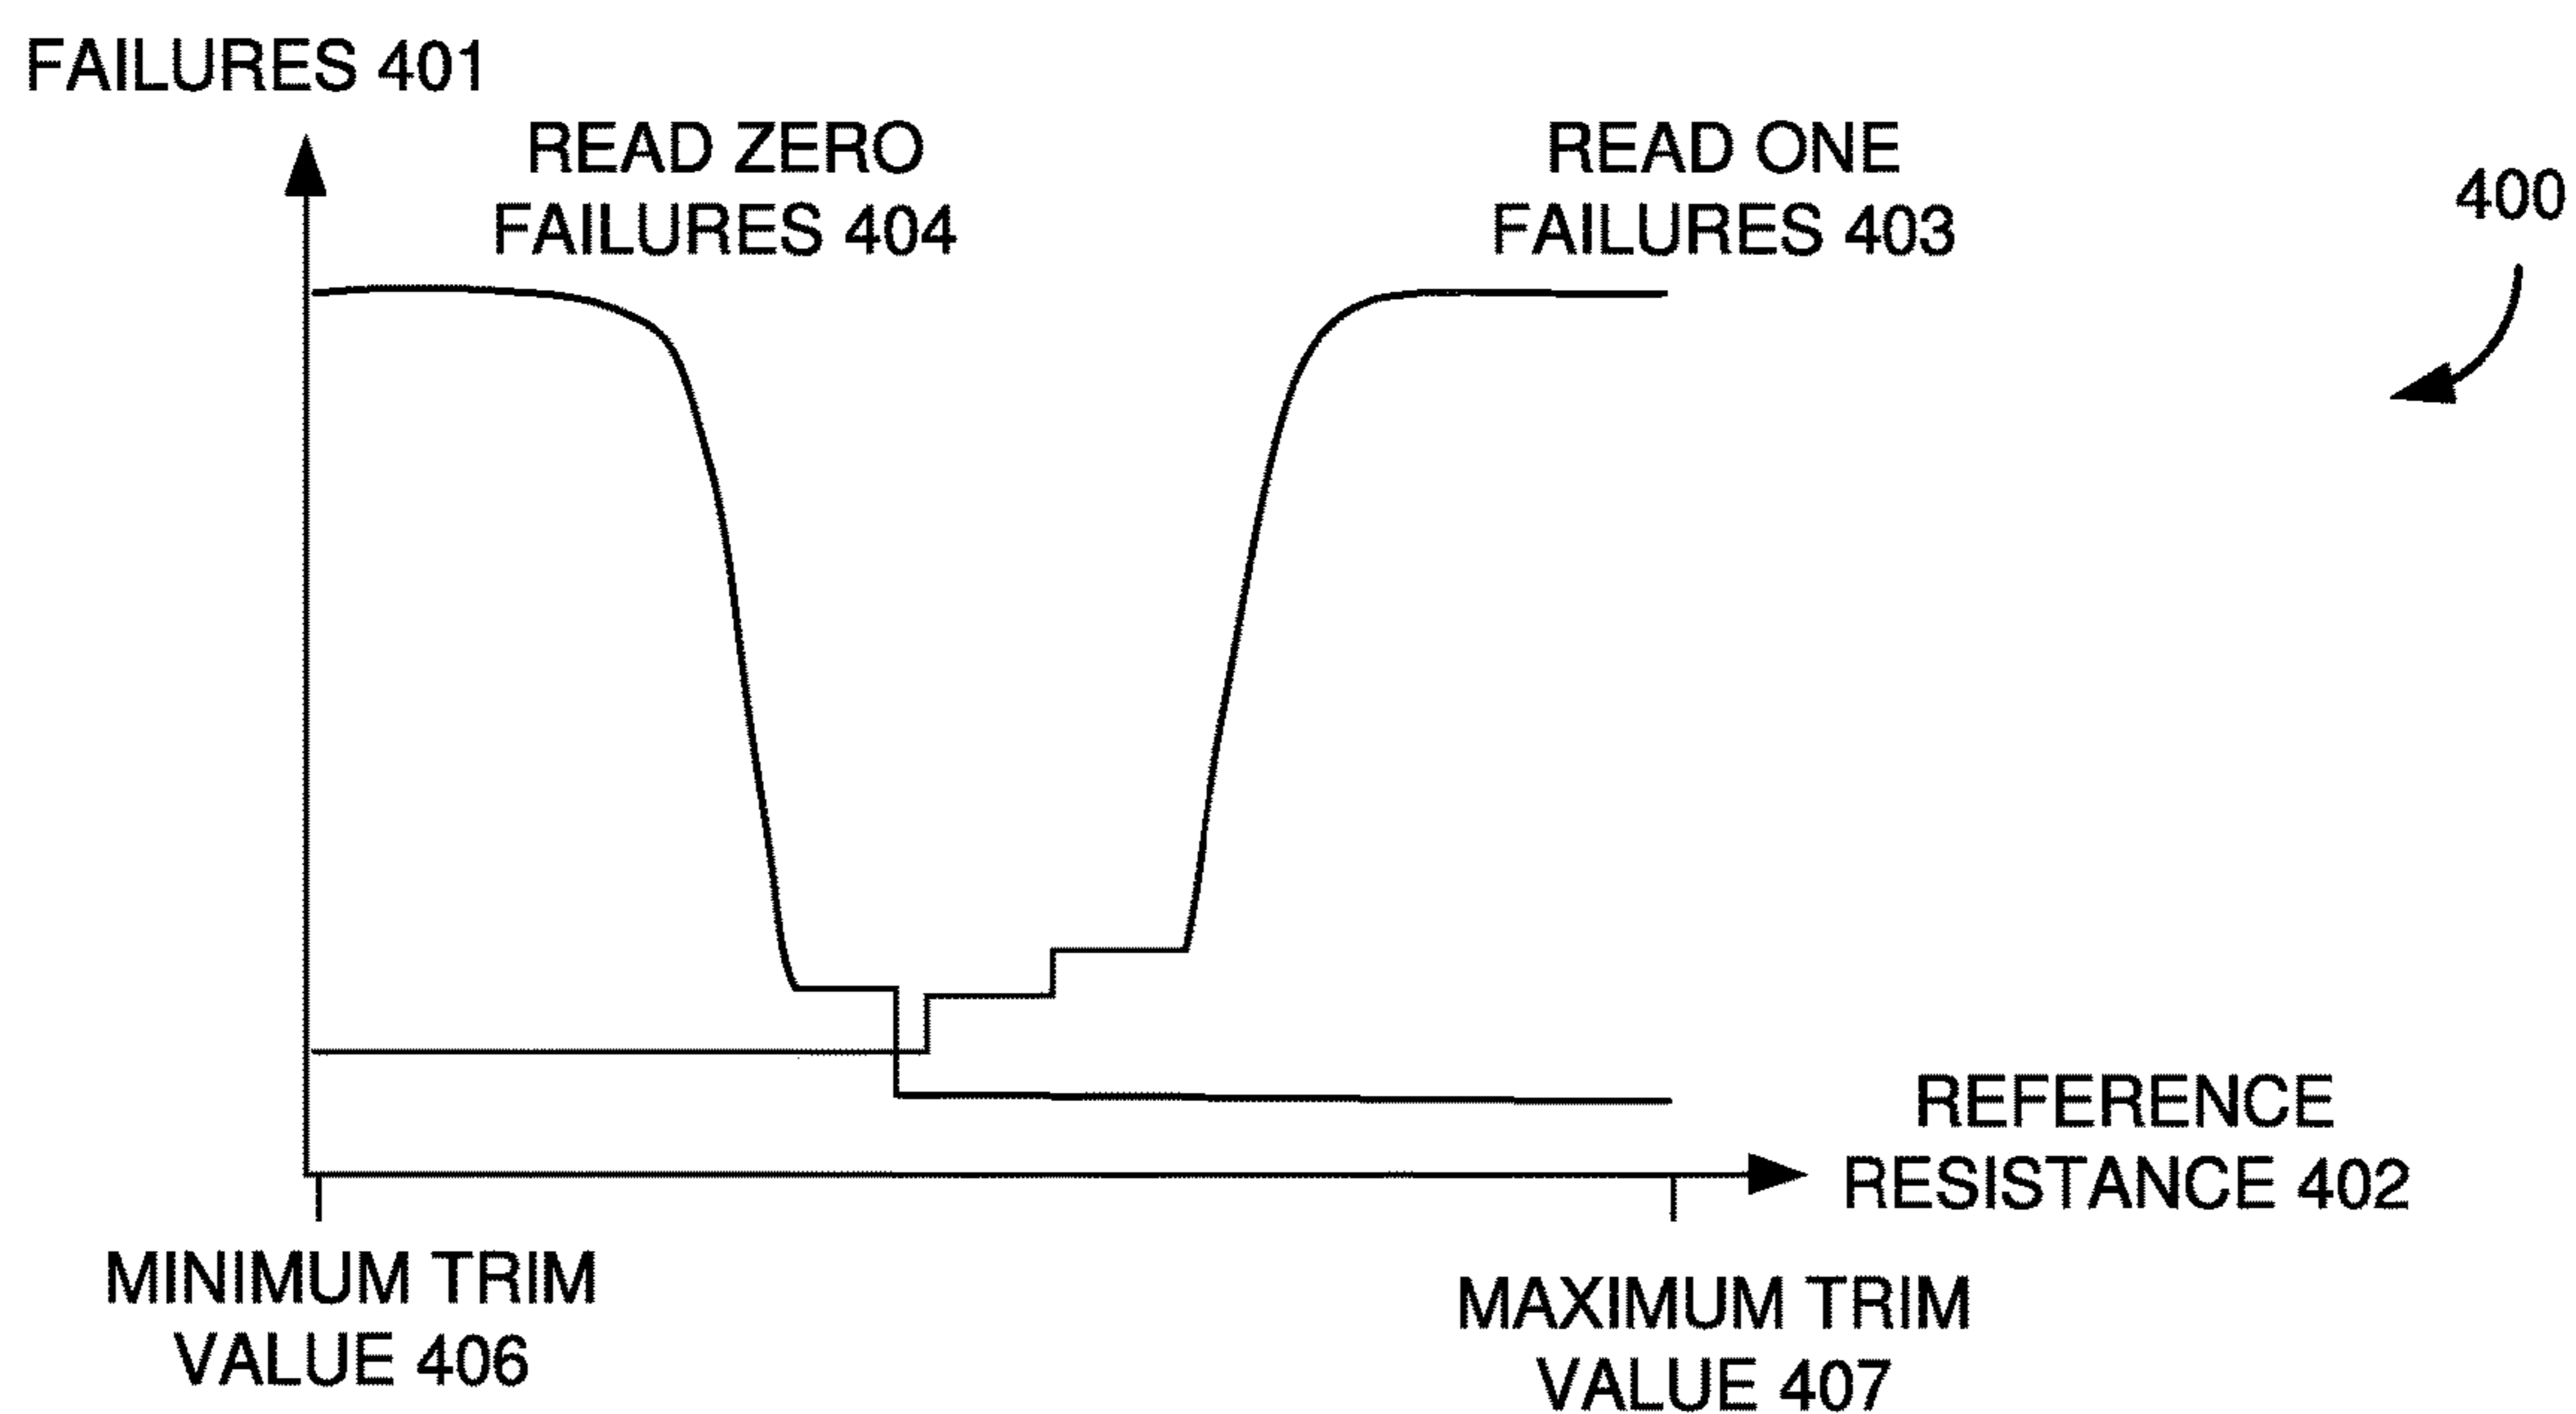 FAILURES 401
READ ZERO
FAILURES 404
READ ONE
FAILURES 403
400
REFERENCE
RESISTANCE 402
MINIMUM TRIM
VALUE 406
MAXIMUM TRIM
VALUE 407